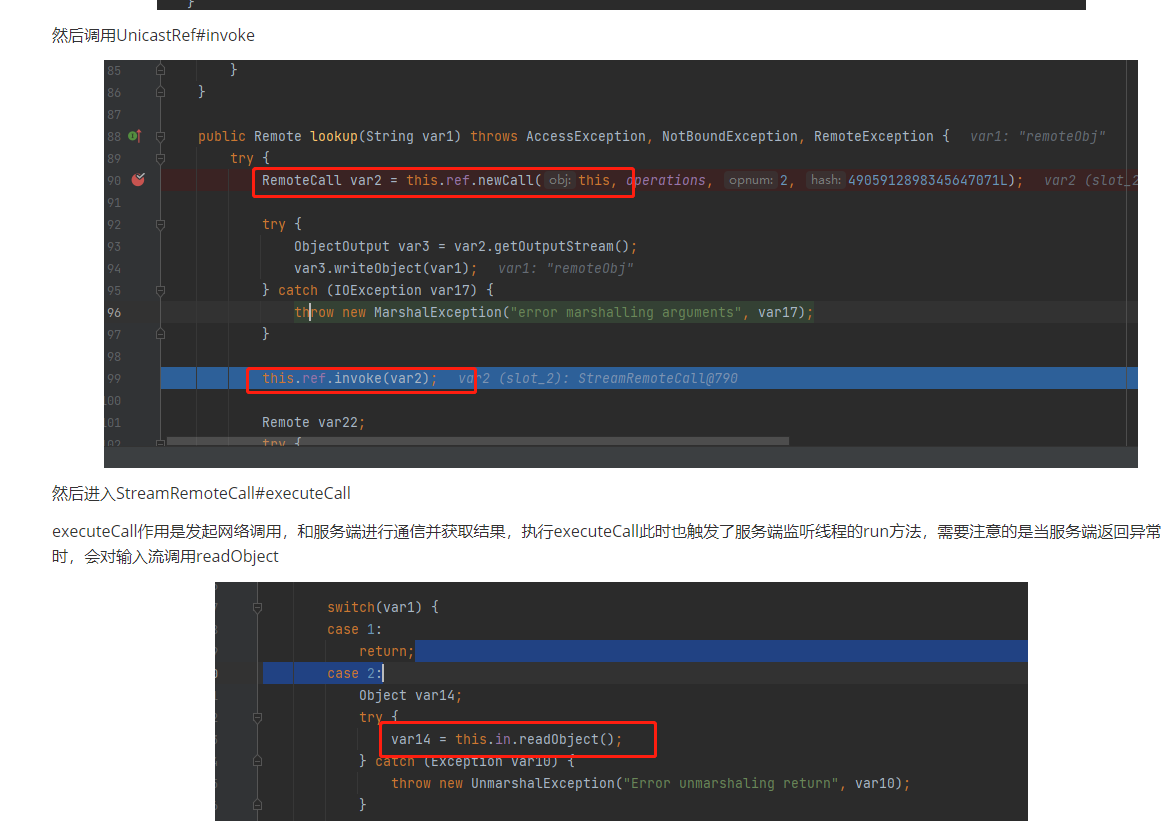 }
然后调用UnicastRef#invoke
85 }
86 }
87
88 public Remote lookup(String var1) throws AccessException, NotBoundException, RemoteException { var1: "remoteObj"
89 try {
90 RemoteCall var2 = this.ref.newCall( obj: this, operations, opnum: 2, hash: 4905912898345647071L); var2 (slot_2
91
92 try {
93 ObjectOutput var3 = var2.getOutputStream();
94 var3.writeObject(var1); var1: "remoteObj"
95 } catch (IOException var17) {
96 throw new MarshalException("error marshalling arguments", var17);
97 }
98
99 this.ref.invoke(var2); var2 (slot_2): StreamRemoteCall@790
00
01 Remote var22;
02 try {
然后进入StreamRemoteCall#executeCall
executeCall作用是发起网络调用，和服务端进行通信并获取结果，执行executeCall此时也触发了服务端监听线程的run方法，需要注意的是当服务端返回异常
时，会对输入流调用readObject
switch(var1) {
case 1:
return;
case 2:
Object var14;
try {
var14 = this.in.readObject();
} catch (Exception var10) {
throw new UnmarshalException("Error unmarshaling return", var10);
}